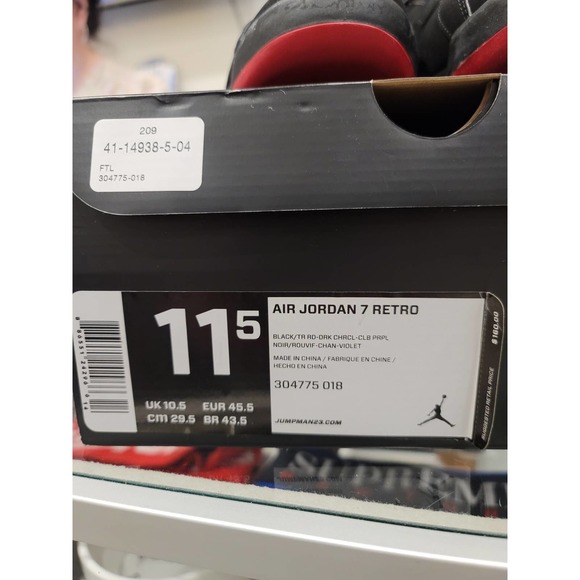 209
41-14938-5-04
FTL
304775-018
11 5
UK 10.5 EUR 45.5
CM 29.5 BR 43.5
AIR JORDAN 7 RETRO
BLACK/TR RD-DRK CHRCL-CLB PRPL
NOIR/ROUVIF-CHAN-VIOLET
MADE IN CHINA / FABRIQUE EN CHINE /
HECHO EN CHINA
304775 018
JUMPMAN23.COM
$160.00
SUGGESTED RETAIL PRICE
SUPREM